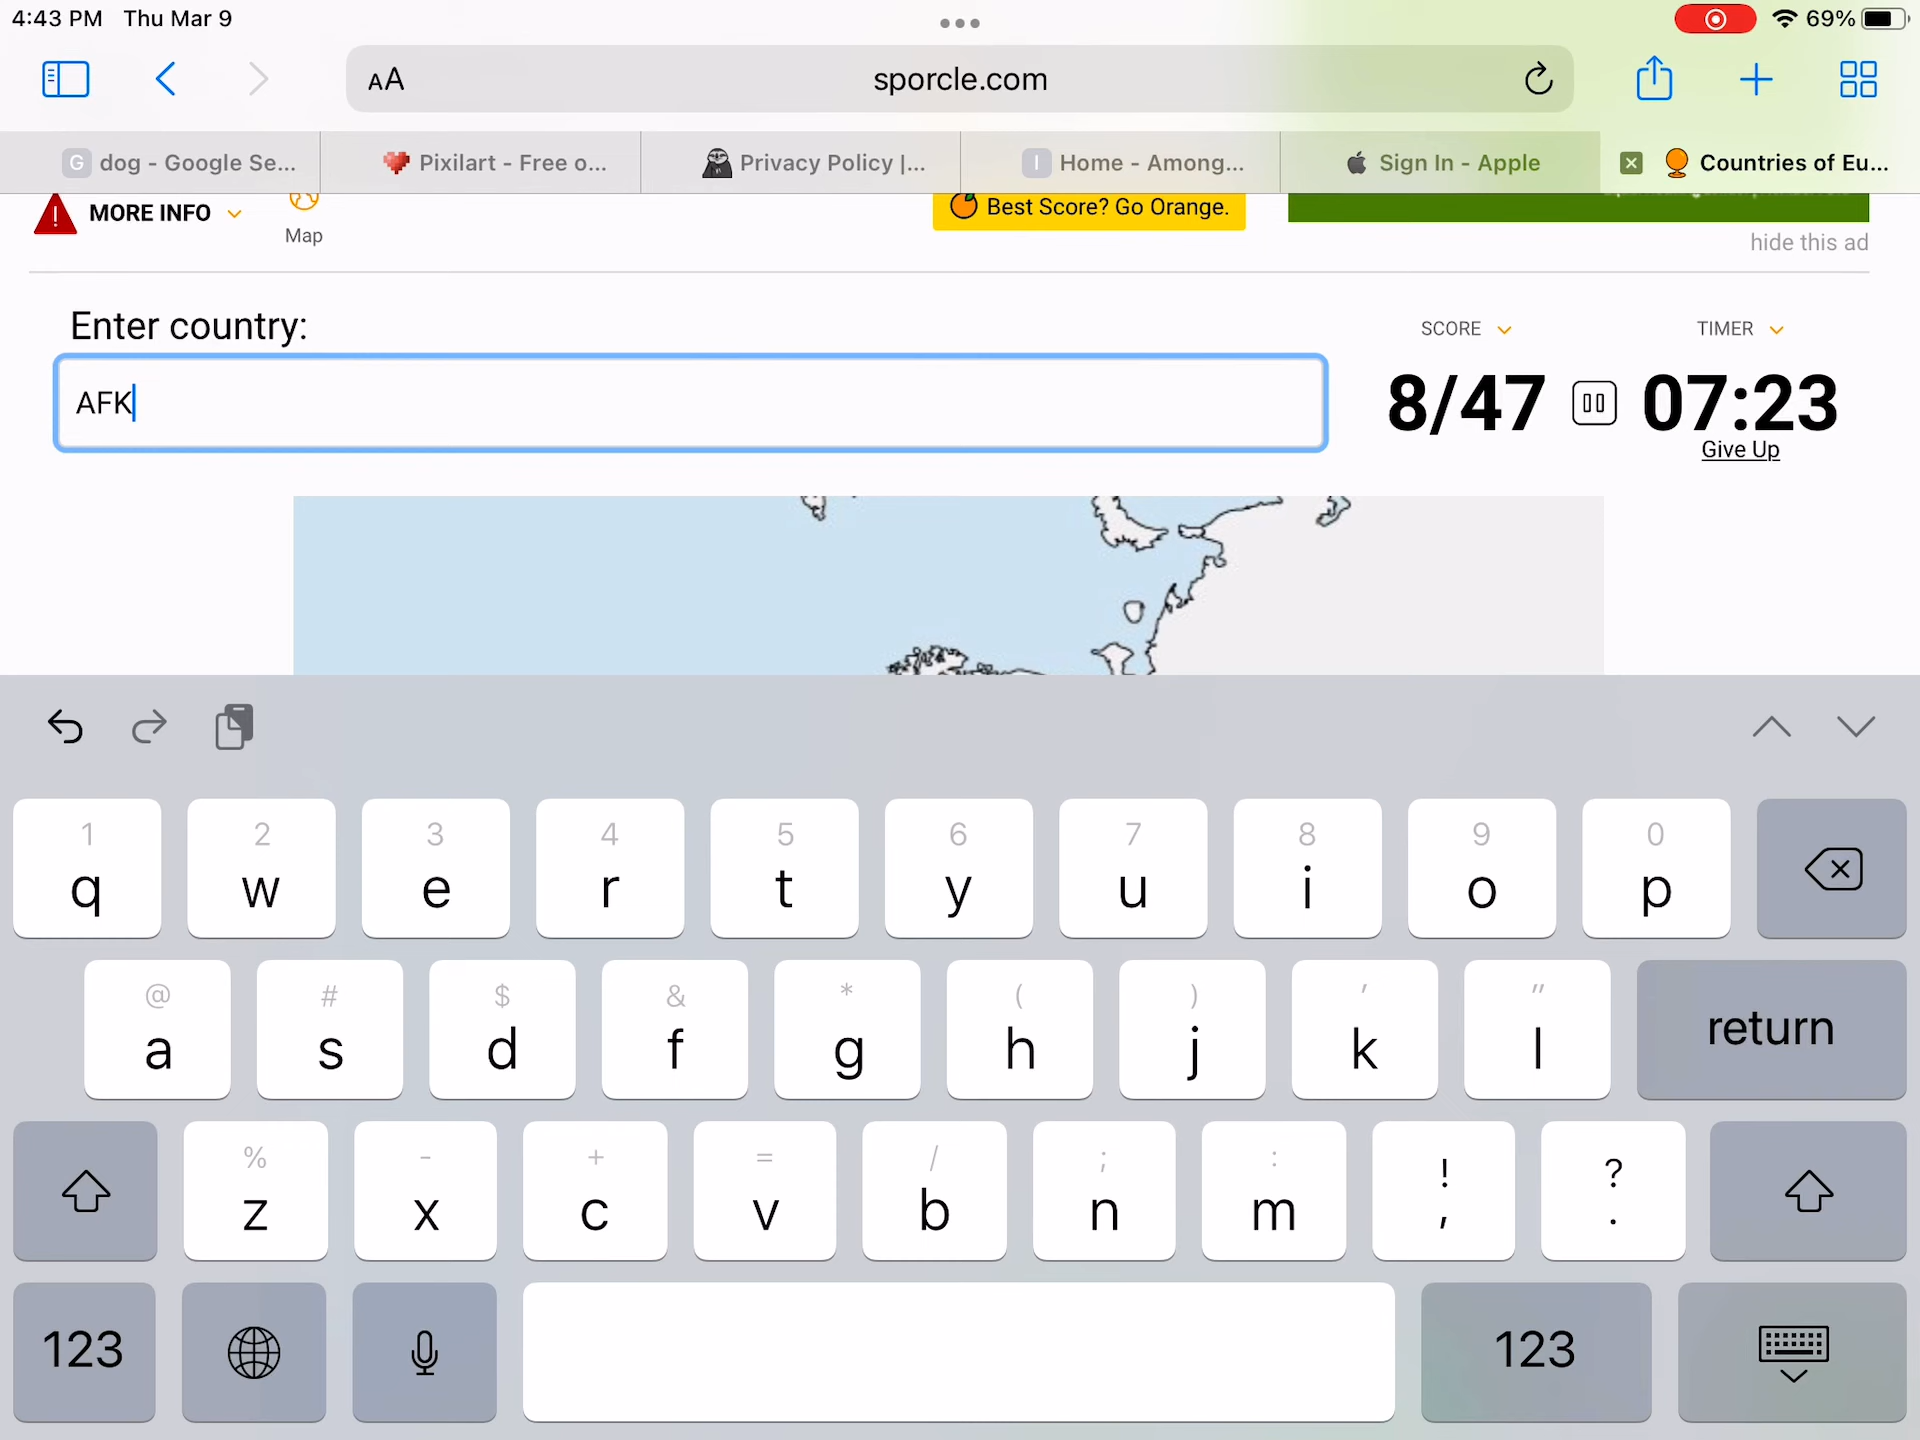 4:43 PM Thu Mar 9
69%
AA sporcle.com
G dog - Google Se...
Pixilart - Free o...
Privacy Policy |...
I Home - Among...
Sign In - Apple
Countries of Eu...
MORE INFO
Map
Best Score? Go Orange.
hide this ad
Enter country:
AFK
SCORE
8/47
TIMER
07:23
Give Up
1 2 3 4 5 6 7 8 9 0
q w e r t y u i o p
@ # $ & * ( ) ' "
a s d f g h j k l return
% - + = / ; : ! ?
z x c v b n m , .
123 123